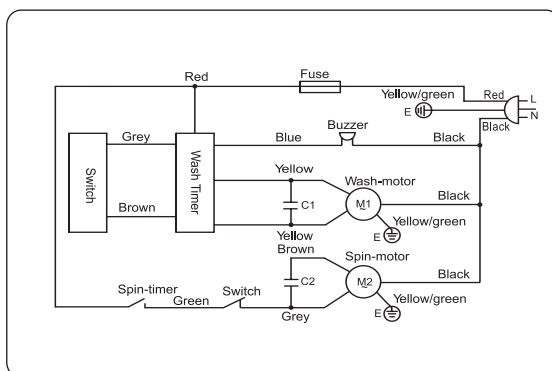 Red
Fuse
Yellow/green
Red
L
E
N
Black
Grey
Blue
Buzzer
Black
Switch
Wash Timer
Yellow
Wash-motor
C1
M1
~
Black
Brown
Yellow/green
Yellow
E
Brown
Spin-motor
Spin-timer
Switch
C2
M2
~
Black
Green
Yellow/green
Grey
E